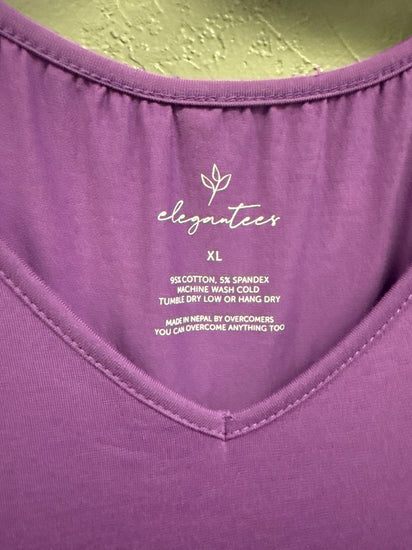 elegantees
XL
95% COTTON, 5% SPANDEX
MACHINE WASH COLD
TUMBLE DRY LOW OR HANG DRY
MADE IN NEPAL BY OVERCOMERS
YOU CAN OVERCOME ANYTHING TOO